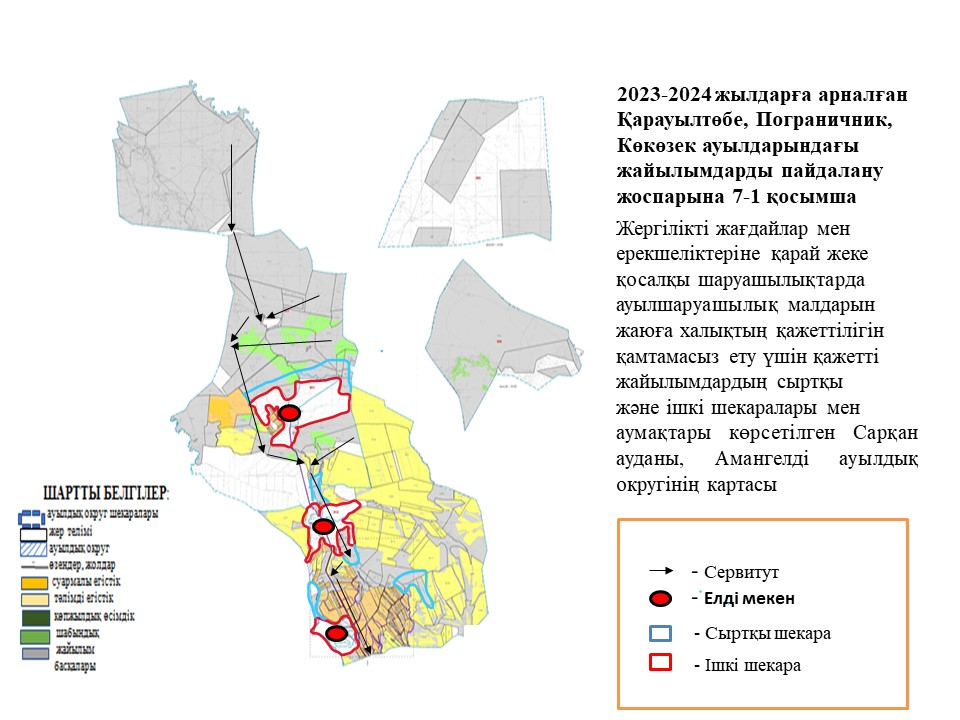 2023-2024 жылдарға арналған
Қарауылтөбе, Пограничник,
Көкөзек ауылдарындағы
жайылымдарды пайдалану
жоспарына 7-1 қосымша
Жергілікті жағдайлар мен
ерекшеліктеріне қарай жеке
қосалқы шаруашылықтарда
ауылшаруашылық малдарын
жаюға халықтың қажеттілігін
қамтамасыз ету үшін қажетті
жайылымдардың сыртқы
және ішкі шекаралары мен
аумақтары көрсетілген Сарқан
ауданы, Амангелді ауылдық
округінің картасы
ШАРТТЫ БЕЛГІЛЕР:
ауылдық округ шекаралары
жер телімі
ауылдық округ
өзендер, жолдар
суармалы егістік
тәлімді егістік
көпжылдық өсімдік
шабындық
жайылым
басқалары
- Сервитут
- Елді мекен
- Сыртқы шекара
- Ішкі шекара